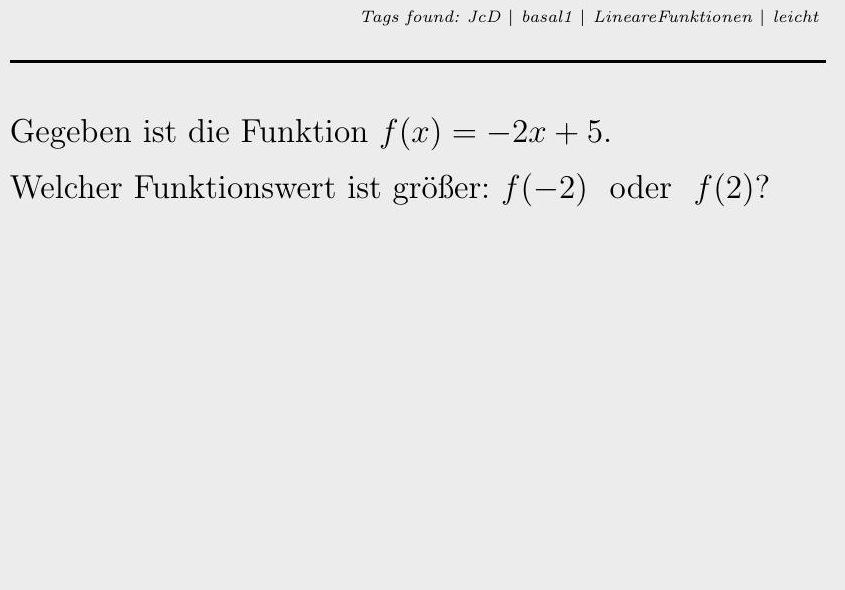 Tags found: JcD | basal1 | LineareFunktionen | leicht
Gegeben ist die Funktion f(x) = −2x + 5.
Welcher Funktionswert ist größer: f(−2) oder f(2)?